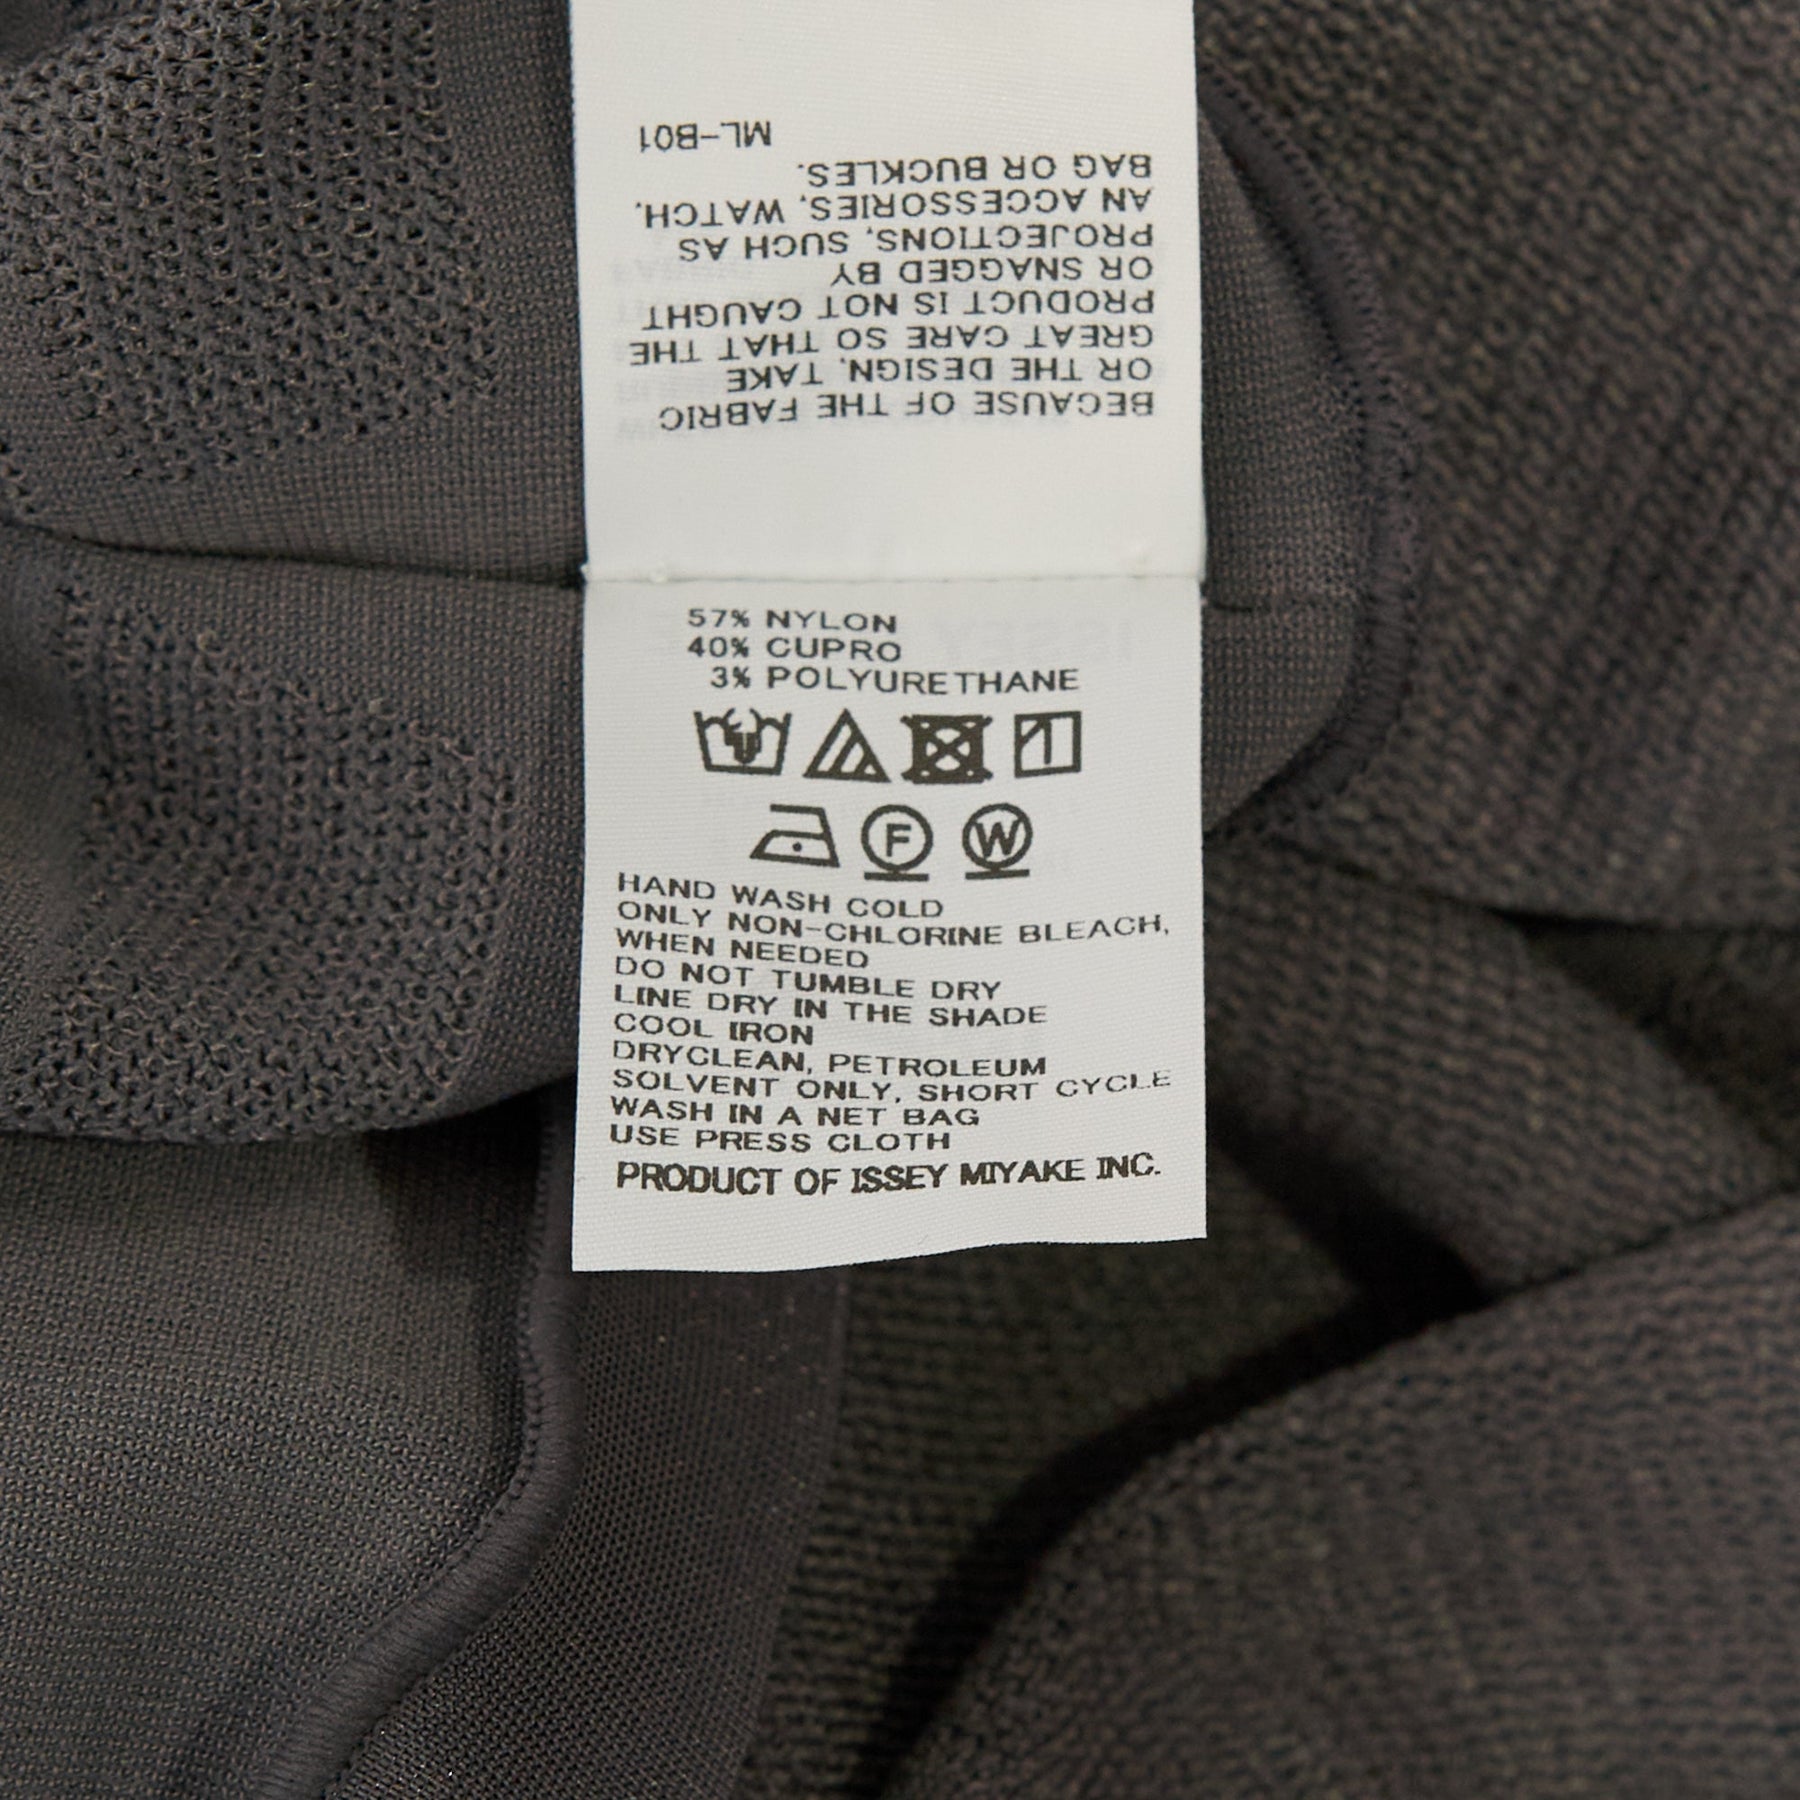 BECAUSE OF THE FABRIC
OR THE DESIGN, TAKE
GREAT CARE SO THAT THE
PRODUCT IS NOT CAUGHT
OR SNAGGED BY
PROJECTIONS, SUCH AS
AN ACCESSORIES, WATCH,
BAG OR BUCKLES.
ML-B01
57% NYLON
40% CUPRO
3% POLYURETHANE
F W
HAND WASH COLD
ONLY NON-CHLORINE BLEACH,
WHEN NEEDED
DO NOT TUMBLE DRY
LINE DRY IN THE SHADE
COOL IRON
DRYCLEAN, PETROLEUM
SOLVENT ONLY, SHORT CYCLE
WASH IN A NET BAG
USE PRESS CLOTH
PRODUCT OF ISSEY MIYAKE INC.